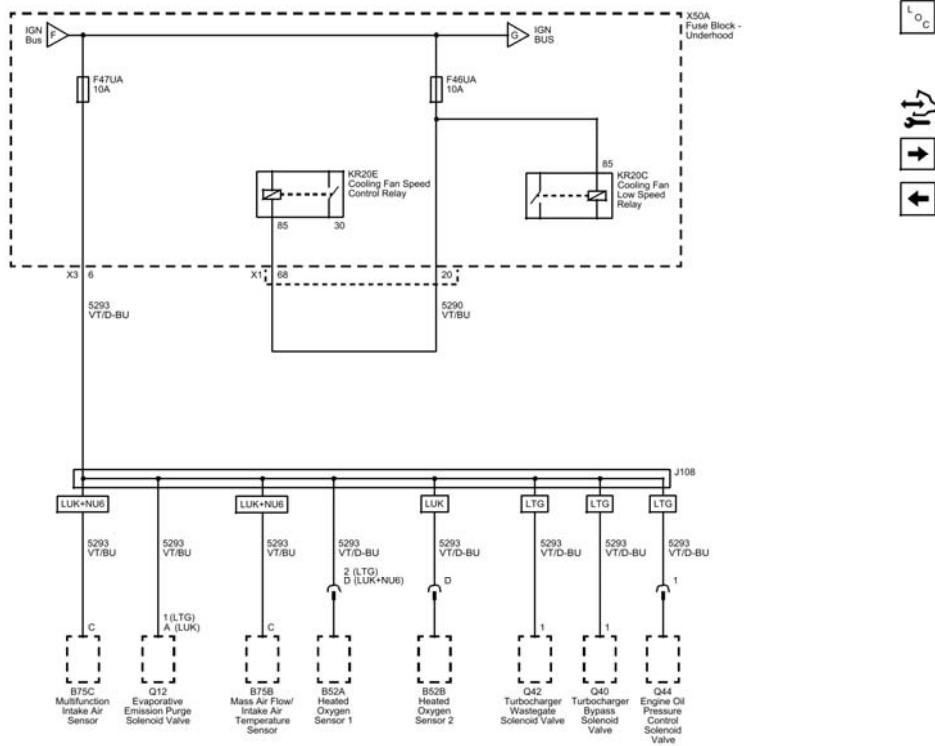 X50A
Fuse Block -
Underhood
L
O
C
IGN
Bus
F
G
IGN
BUS
F47UA
10A
F46UA
10A
KR20E
Cooling Fan Speed
Control Relay
85
30
85
KR20C
Cooling Fan
Low Speed
Relay
X3
6
X1
68
20
5293
VT/D-BU
5290
VT/BU
J108
LUK+NU6
LUK+NU6
LUK
LTG
LTG
LTG
5293
VT/BU
5293
VT/BU
5293
VT/BU
5293
VT/D-BU
5293
VT/D-BU
5293
VT/D-BU
5293
VT/D-BU
5293
VT/D-BU
2 (LTG)
D (LUK+NU6)
D
1
C
1(LTG)
A (LUK)
C
1
1
B75C
Multifunction
Intake Air
Sensor
Q12
Evaporative
Emission Purge
Solenoid Valve
B75B
Mass Air Flow/
Intake Air
Temperature
Sensor
B52A
Heated
Oxygen
Sensor 1
B52B
Heated
Oxygen
Sensor 2
Q42
Turbocharger
Wastegate
Solenoid Valve
Q40
Turbocharger
Bypass
Solenoid
Valve
Q44
Engine Oil
Pressure
Control
Solenoid
Valve